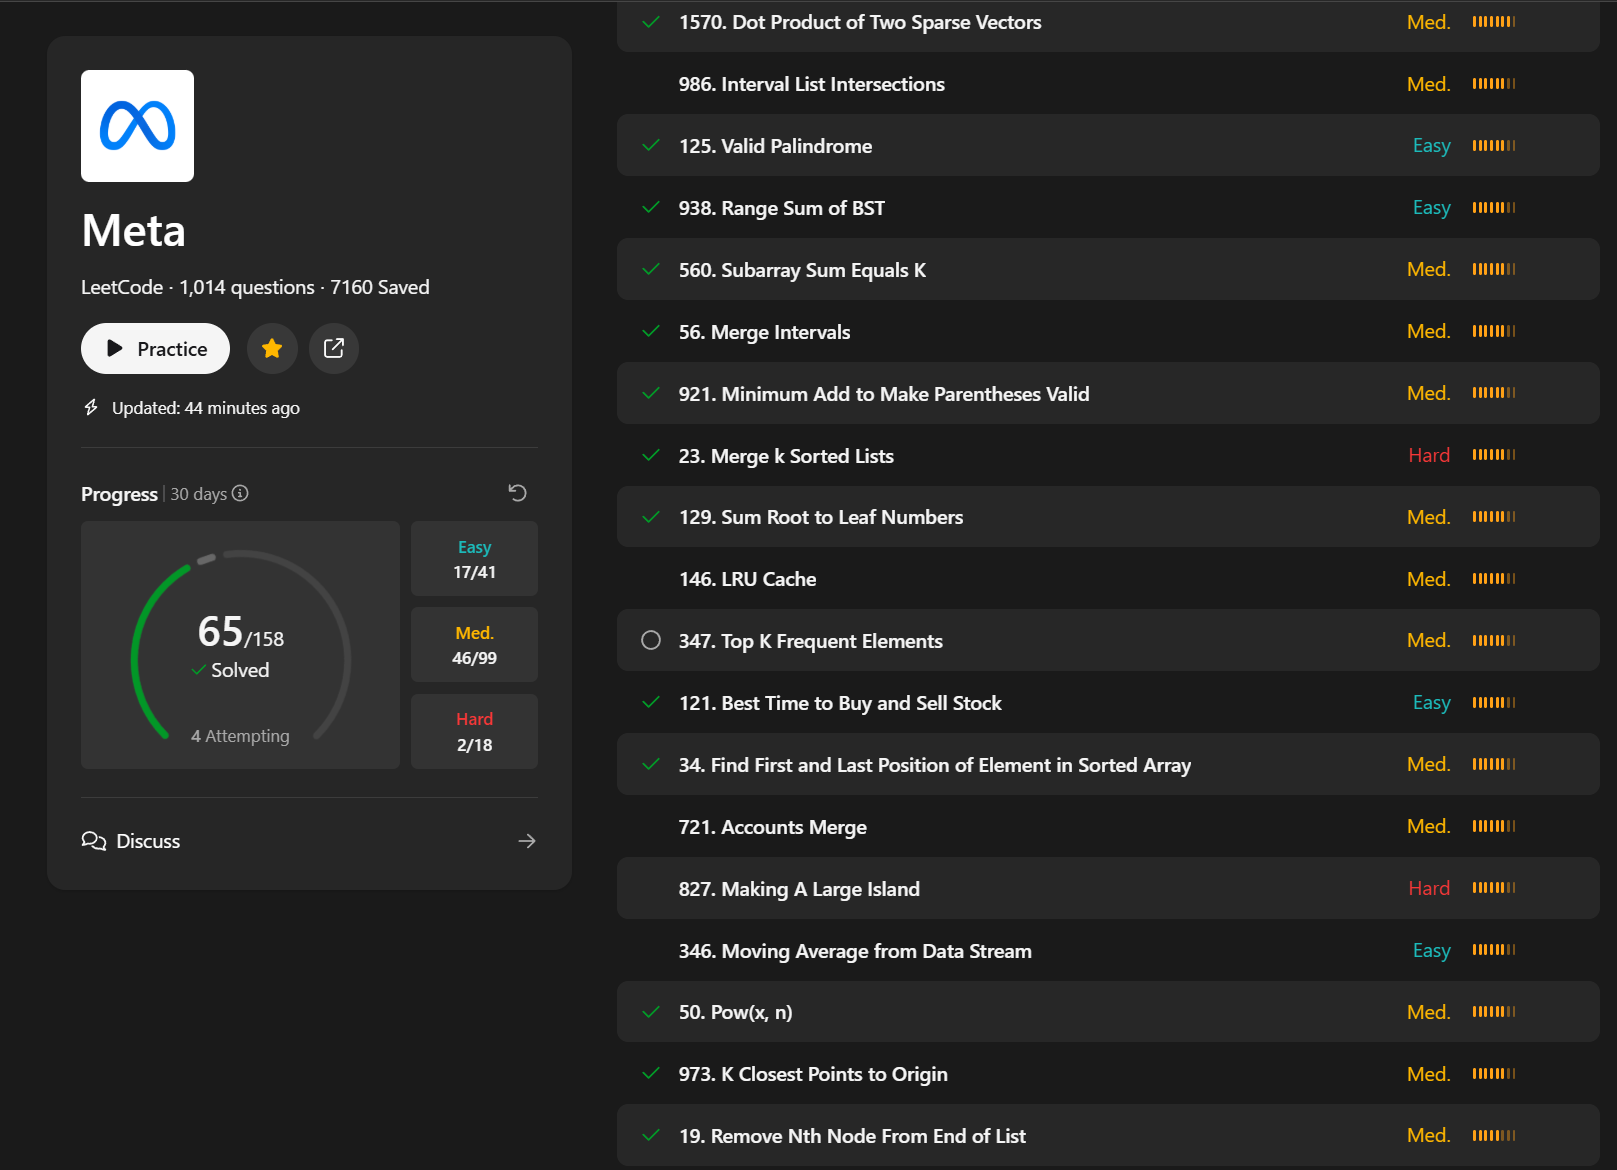 Meta
LeetCode · 1,014 questions · 7160 Saved
Practice
Updated: 44 minutes ago
Progress | 30 days
65/158
Solved
4 Attempting
Easy
17/41
Med.
46/99
Hard
2/18
Discuss
1570. Dot Product of Two Sparse Vectors Med.
986. Interval List Intersections Med.
125. Valid Palindrome Easy
938. Range Sum of BST Easy
560. Subarray Sum Equals K Med.
56. Merge Intervals Med.
921. Minimum Add to Make Parentheses Valid Med.
23. Merge k Sorted Lists Hard
129. Sum Root to Leaf Numbers Med.
146. LRU Cache Med.
347. Top K Frequent Elements Med.
121. Best Time to Buy and Sell Stock Easy
34. Find First and Last Position of Element in Sorted Array Med.
721. Accounts Merge Med.
827. Making A Large Island Hard
346. Moving Average from Data Stream Easy
50. Pow(x, n) Med.
973. K Closest Points to Origin Med.
19. Remove Nth Node From End of List Med.